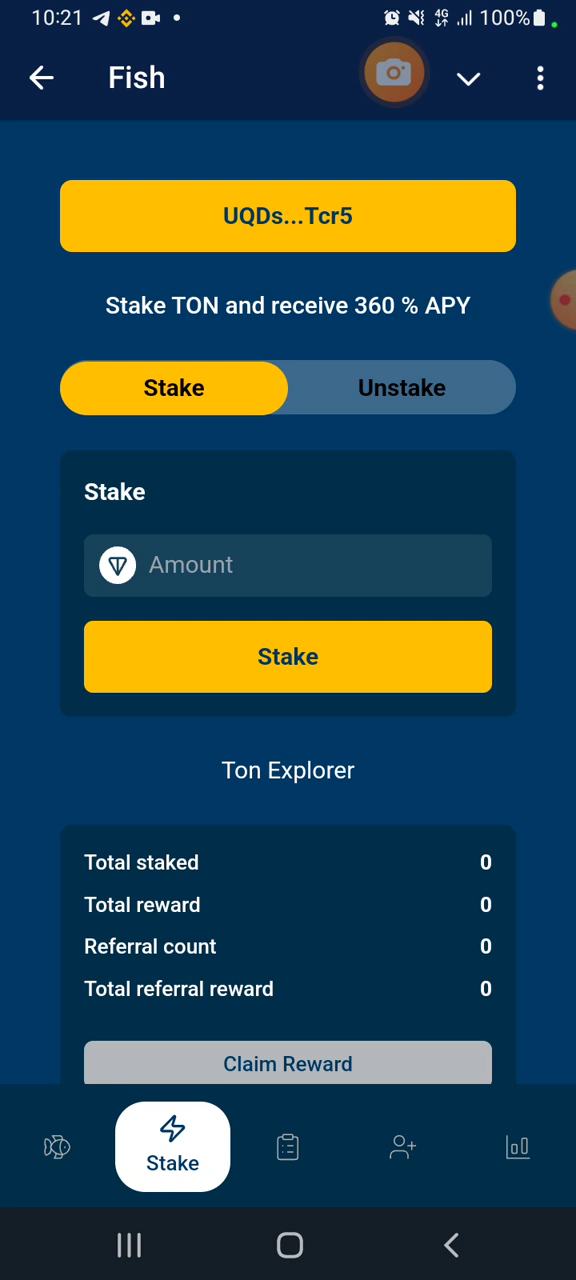 10:21 4G 100%
Fish
UQDs...Tcr5
Stake TON and receive 360 % APY
Stake Unstake
Stake
Amount
Stake
Ton Explorer
Total staked 0
Total reward 0
Referral count 0
Total referral reward 0
Claim Reward
Stake